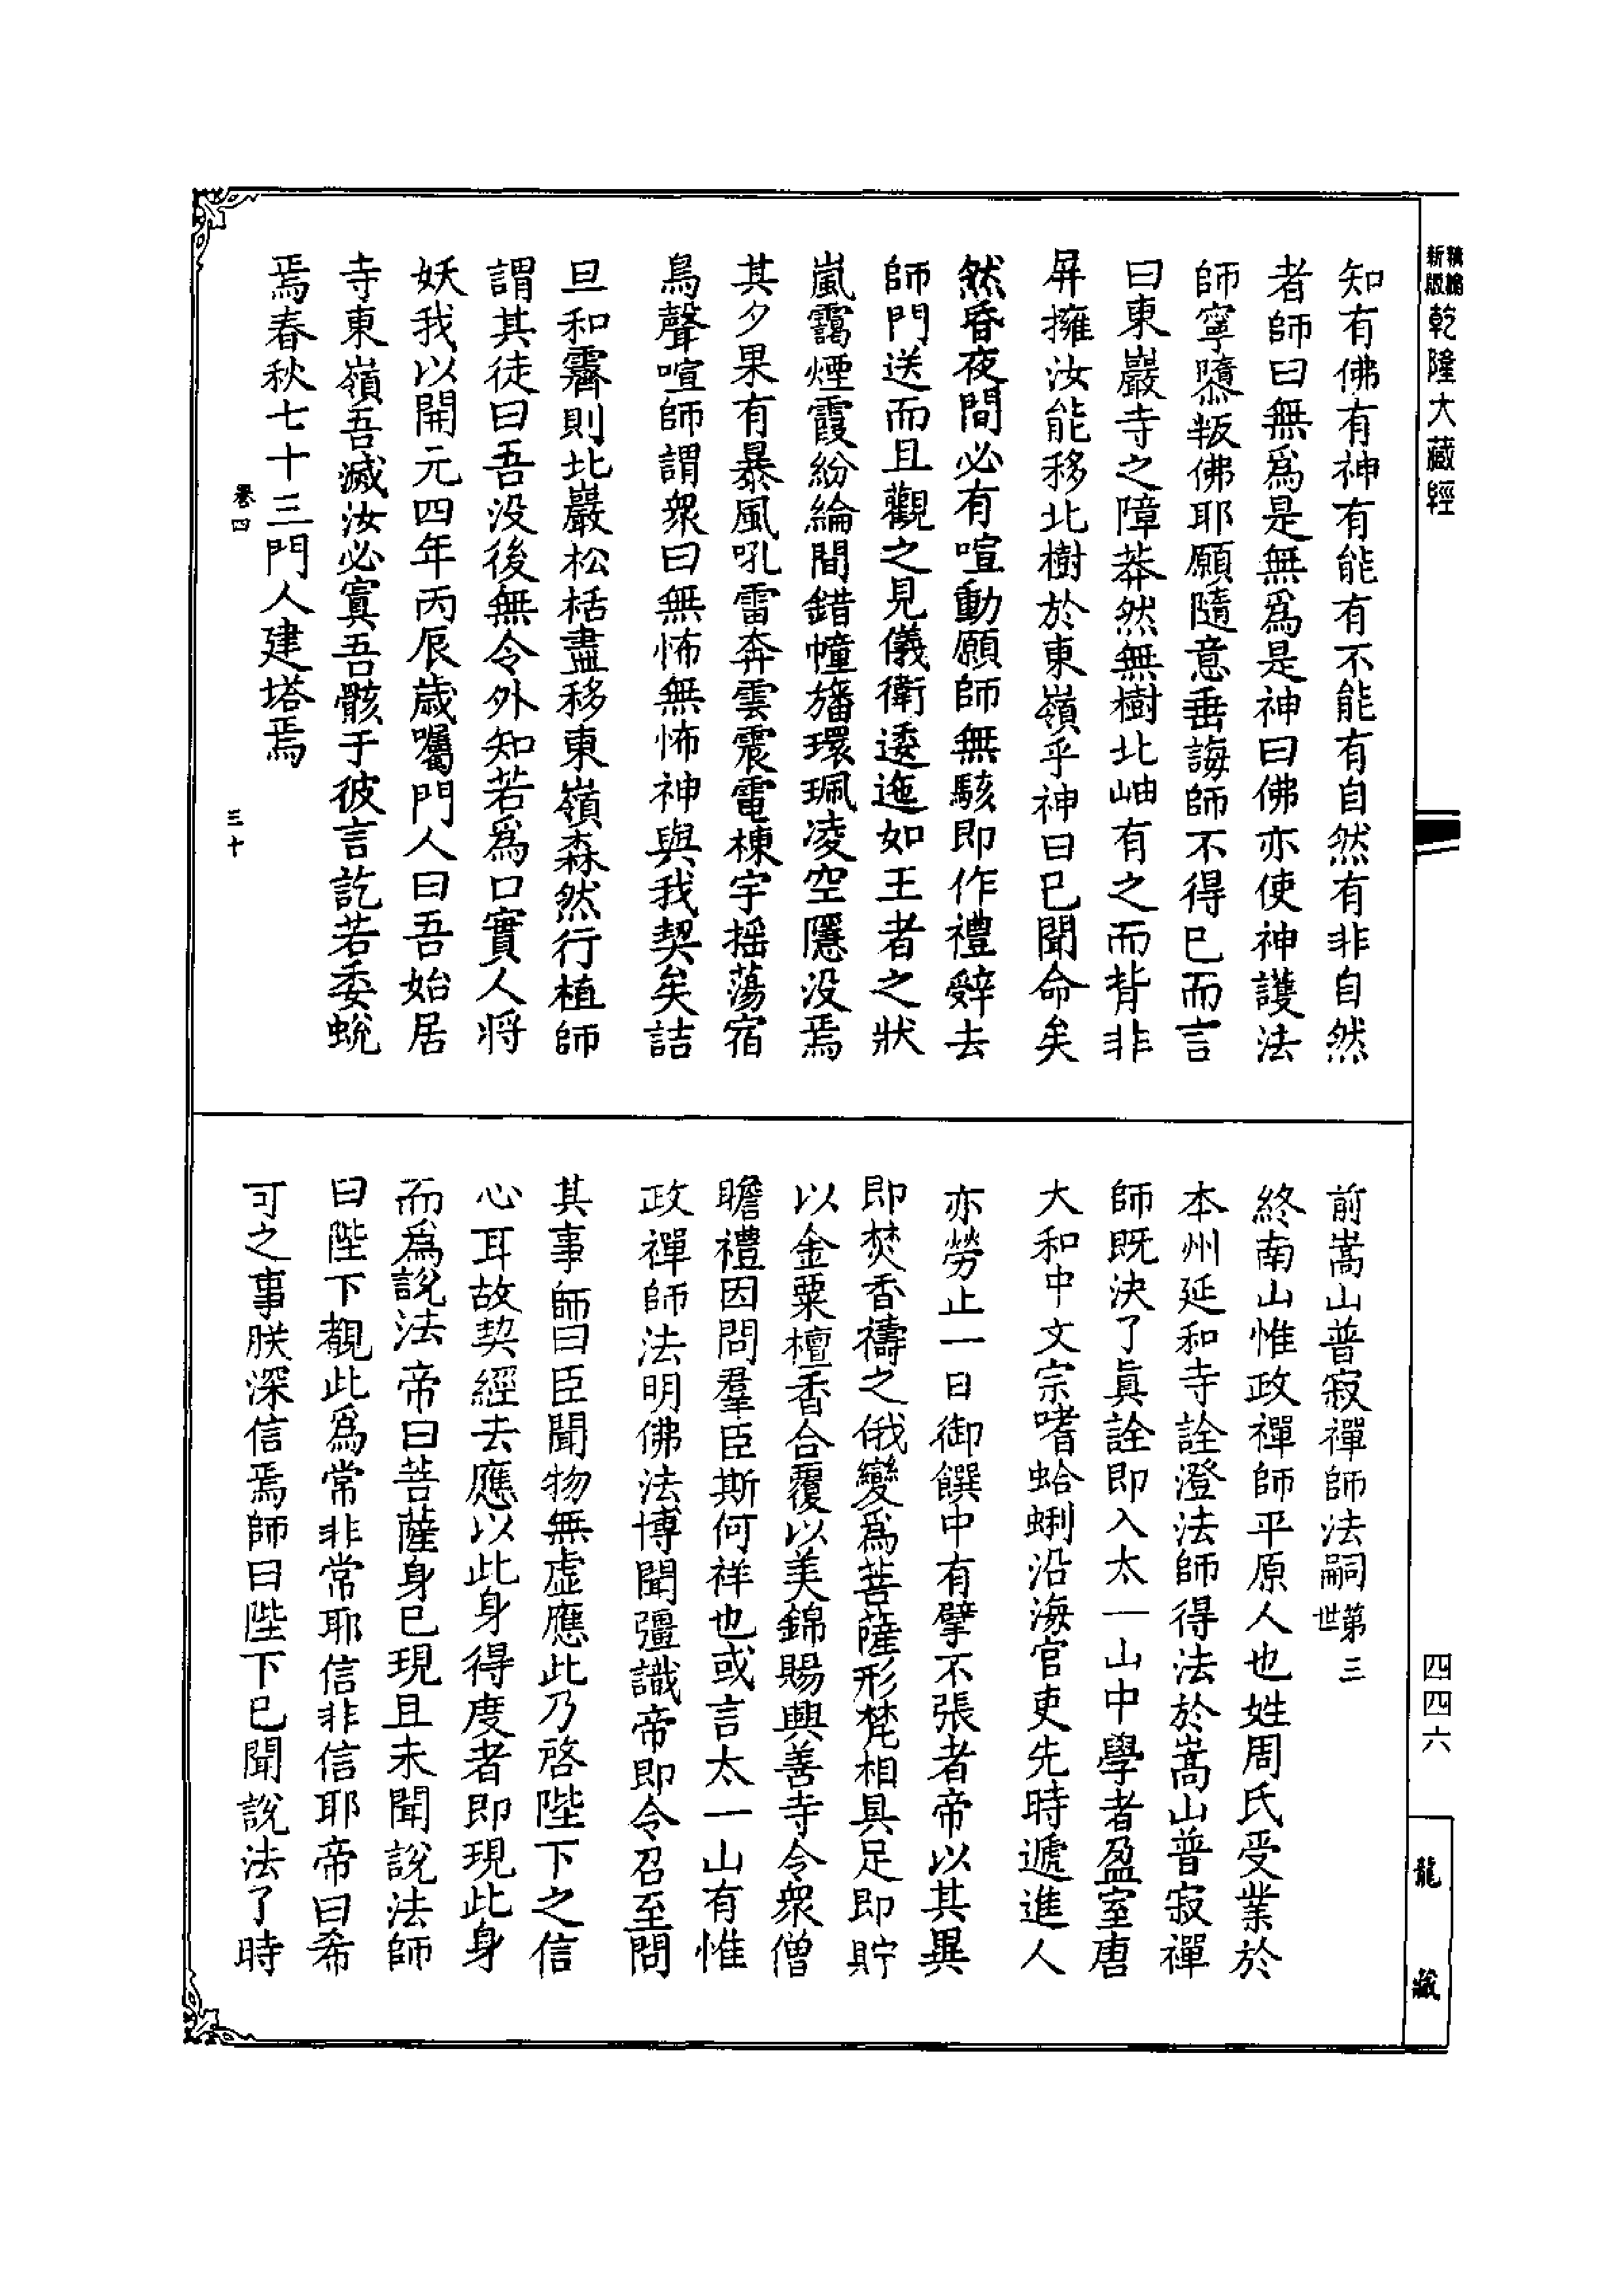 新版精縮乾隆大藏經
知有佛有神有能有不能有自然有非自然
者師曰無爲是無爲是神曰佛亦使神護法
師寧隳叛佛耶願隨意垂誨師不得已而言
曰東巖寺之障莽然無樹北岫有之而背非
屏擁汝能移北樹於東嶺乎神曰已聞命矣
然昏夜間必有喧動願師無駭即作禮辤去
師門送而且觀之見儀衛逶迤如王者之狀
嵐靄煙霞紛綸間錯幢旛環珮凌空隱没焉
其夕果有暴風吼雷奔雲震電棟宇摇蕩宿
鳥聲喧師謂衆曰無怖無怖神與我契矣詰
旦和霽則北巖松栝盡移東嶺森然行植師
謂其徒曰吾没後無令外知若爲口實人將
妖我以開元四年丙辰歲囑門人曰吾始居
寺東嶺吾滅汝必寘吾骸于彼言訖若委蛻
焉春秋七十三門人建塔焉
卷四
三十
前嵩山普寂禪師法嗣第三世
終南山惟政禪師平原人也姓周氏受業於
本州延和寺詮澄法師得法於嵩山普寂禪
師既決了眞詮即入太一山中學者盈室唐
大和中文宗嗜蛤蜊沿海官吏先時遞進人
亦勞止一日御饌中有擘不張者帝以其異
即焚香禱之俄變爲菩薩形梵相具足即貯
以金粟檀香合覆以美錦賜興善寺令衆僧
瞻禮因問羣臣斯何祥也或言太一山有惟
政禪師法明佛法博聞彊識帝即令召至問
其事師曰臣聞物無虛應此乃啓陛下之信
心耳故契經云應以此身得度者即現此身
而爲說法帝曰菩薩身已現且未聞說法師
曰陛下覩此爲常非常耶信非信耶帝曰希
可之事朕深信焉師曰陛下已聞說法了時
四四六
龍藏